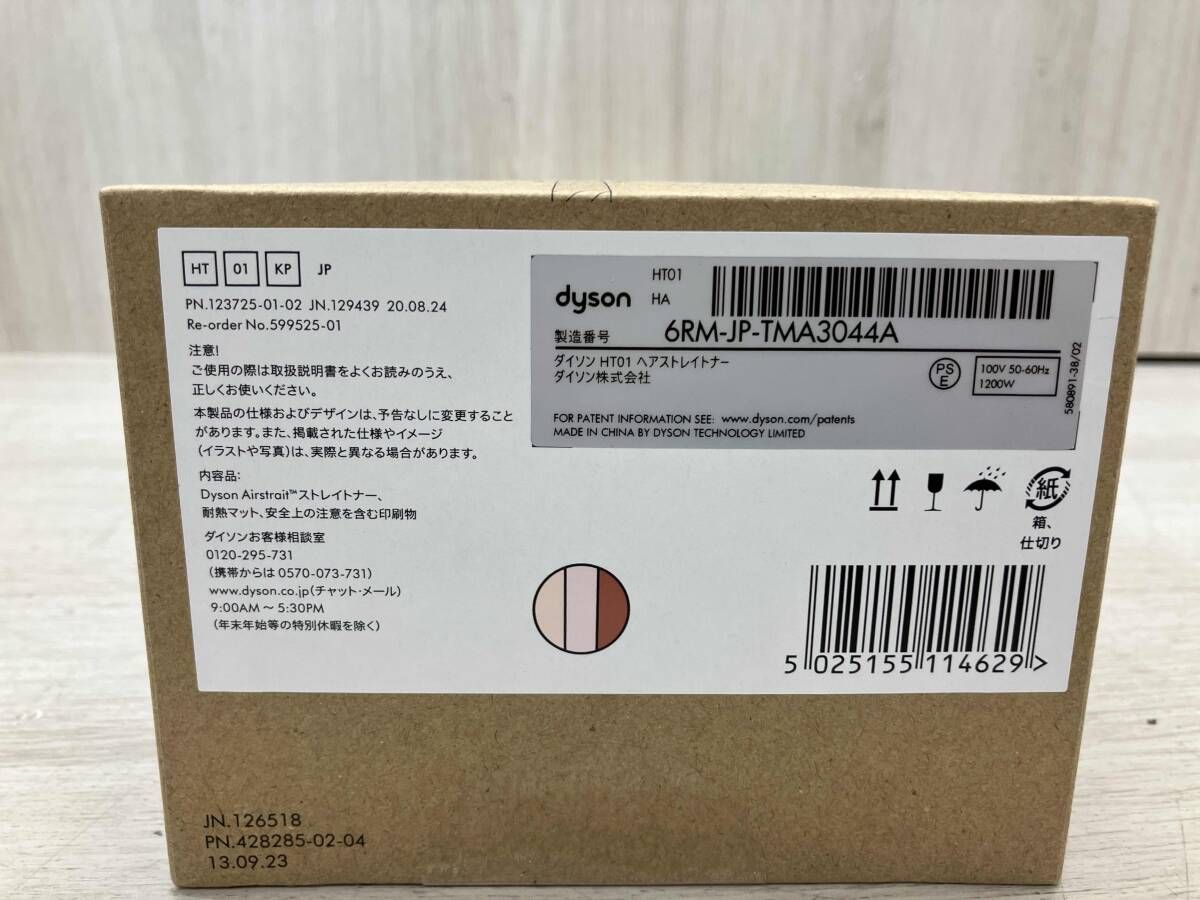 HT 01 KP JP
PN.123725-01-02 JN.129439 20.08.24
Re-order No.599525-01
注意!
ご使用の際は取扱説明書をよくお読みのうえ、
正しくお使いください。
本製品の仕様およびデザインは、予告なしに変更すること
があります。また、掲載された仕様やイメージ
(イラストや写真)は、実際と異なる場合があります。
内容品:
Dyson Airstrait™ストレイトナー、
耐熱マット、安全上の注意を含む印刷物
ダイソンお客様相談室
0120-295-731
(携帯からは0570-073-731)
www.dyson.co.jp(チャット・メール)
9:00AM～5:30PM
(年末年始等の特別休暇を除く)
dyson
HT01
HA
製造番号 6RM-JP-TMA3044A
ダイソン HT01 ヘアストレイトナー
ダイソン株式会社
PS
E
100V 50-60Hz
1200W
FOR PATENT INFORMATION SEE: www.dyson.com/patents
MADE IN CHINA BY DYSON TECHNOLOGY LIMITED
580891-38/02
紙
箱、
仕切り
5 025155 114629 >
JN.126518
PN.428285-02-04
13.09.23